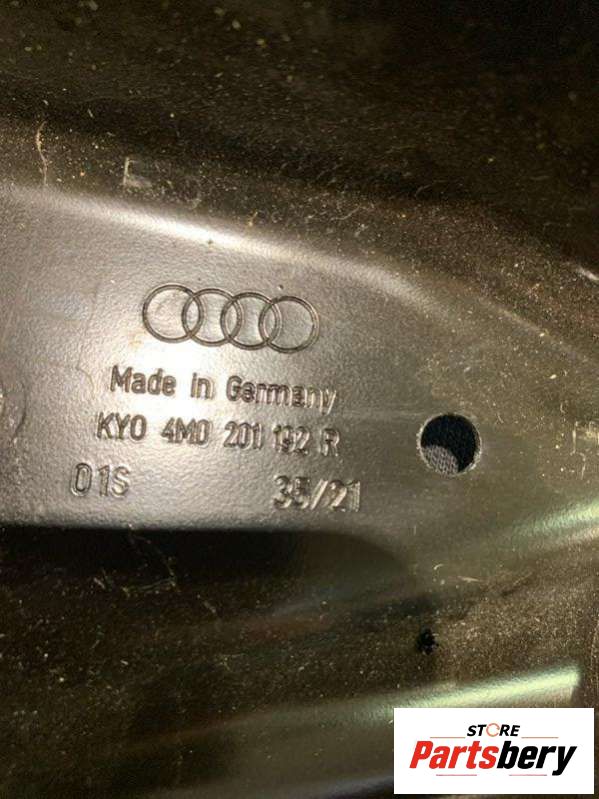 Made in Germany
KYO 4M0 201 192 R
01S 35/21
STORE
Partsbery